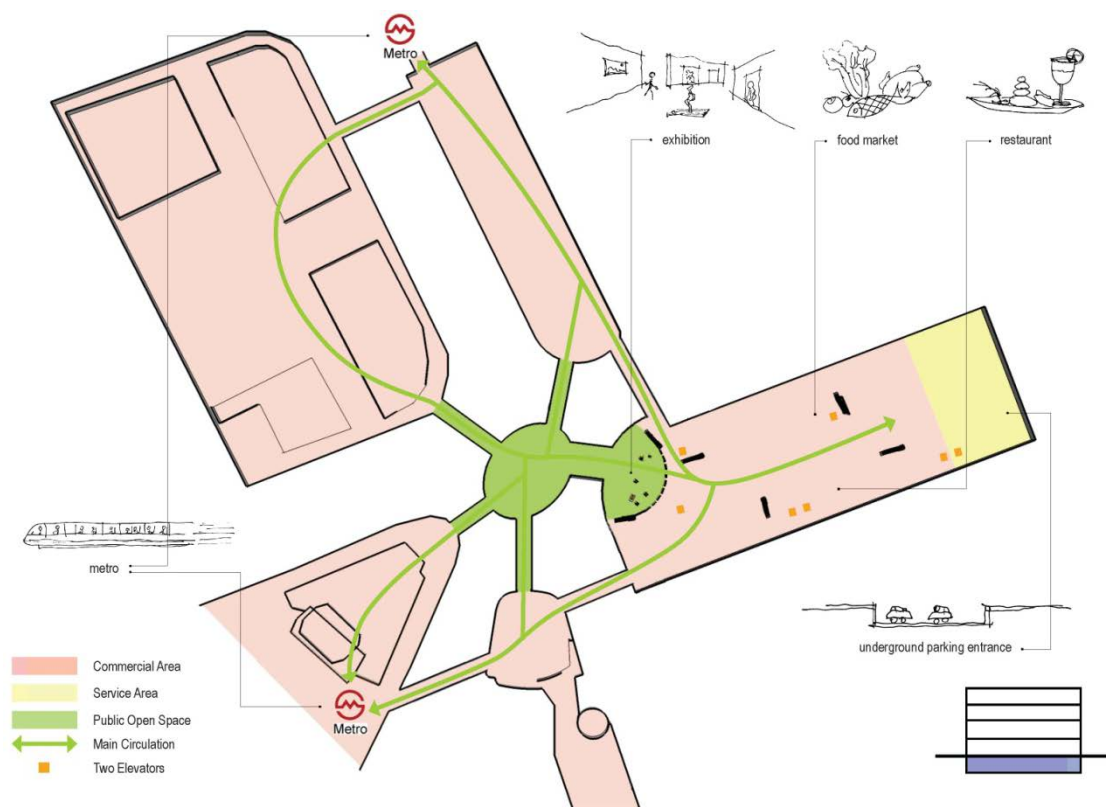 Metro
exhibition
food market
restaurant
metro
underground parking entrance
Commercial Area
Service Area
Public Open Space
Main Circulation
Two Elevators
Metro